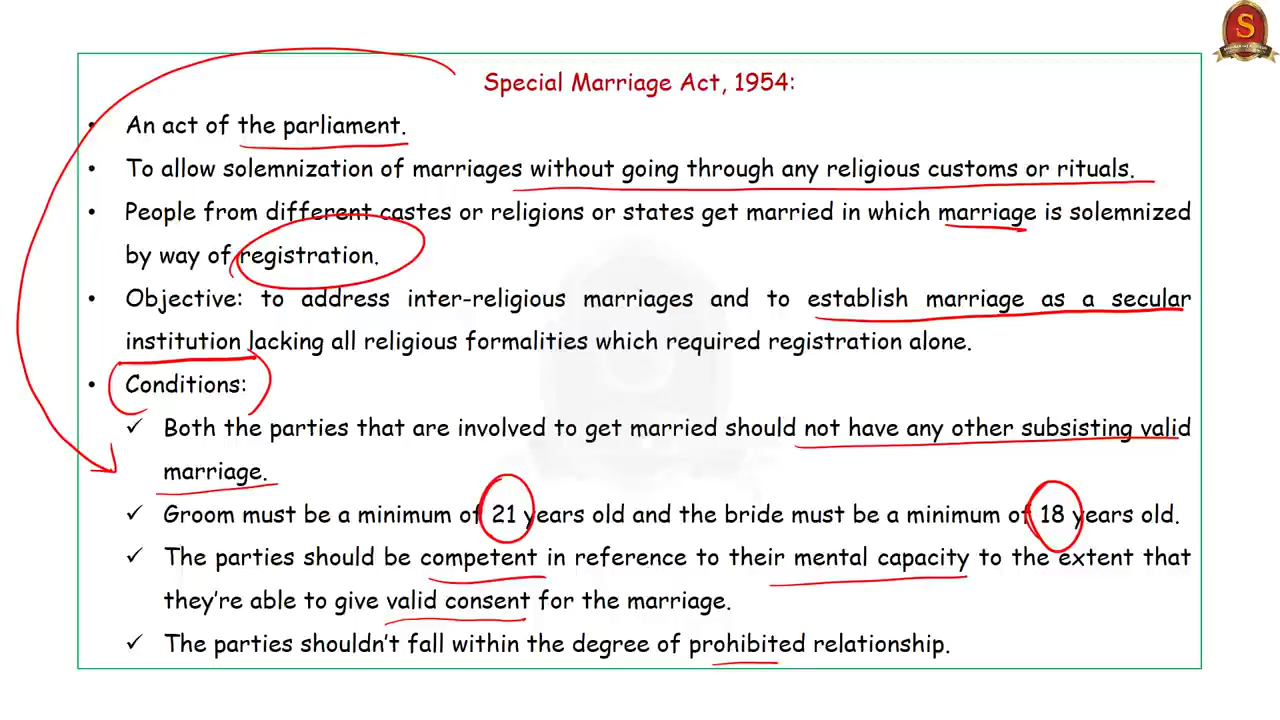 S
Special Marriage Act, 1954:
• An act of the parliament.
• To allow solemnization of marriages without going through any religious customs or rituals.
• People from different castes or religions or states get married in which marriage is solemnized
by way of registration.
• Objective: to address inter-religious marriages and to establish marriage as a secular
institution lacking all religious formalities which required registration alone.
• Conditions:
✓ Both the parties that are involved to get married should not have any other subsisting valid
marriage.
✓ Groom must be a minimum of 21 years old and the bride must be a minimum of 18 years old.
✓ The parties should be competent in reference to their mental capacity to the extent that
they're able to give valid consent for the marriage.
✓ The parties shouldn't fall within the degree of prohibited relationship.